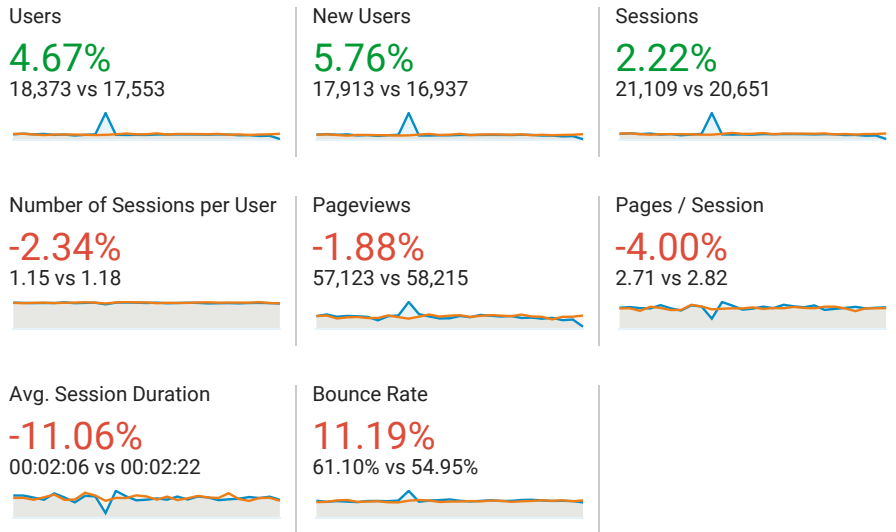 Users
4.67%
18,373 vs 17,553
New Users
5.76%
17,913 vs 16,937
Sessions
2.22%
21,109 vs 20,651
Number of Sessions per User
-2.34%
1.15 vs 1.18
Pageviews
-1.88%
57,123 vs 58,215
Pages / Session
-4.00%
2.71 vs 2.82
Avg. Session Duration
-11.06%
00:02:06 vs 00:02:22
Bounce Rate
11.19%
61.10% vs 54.95%